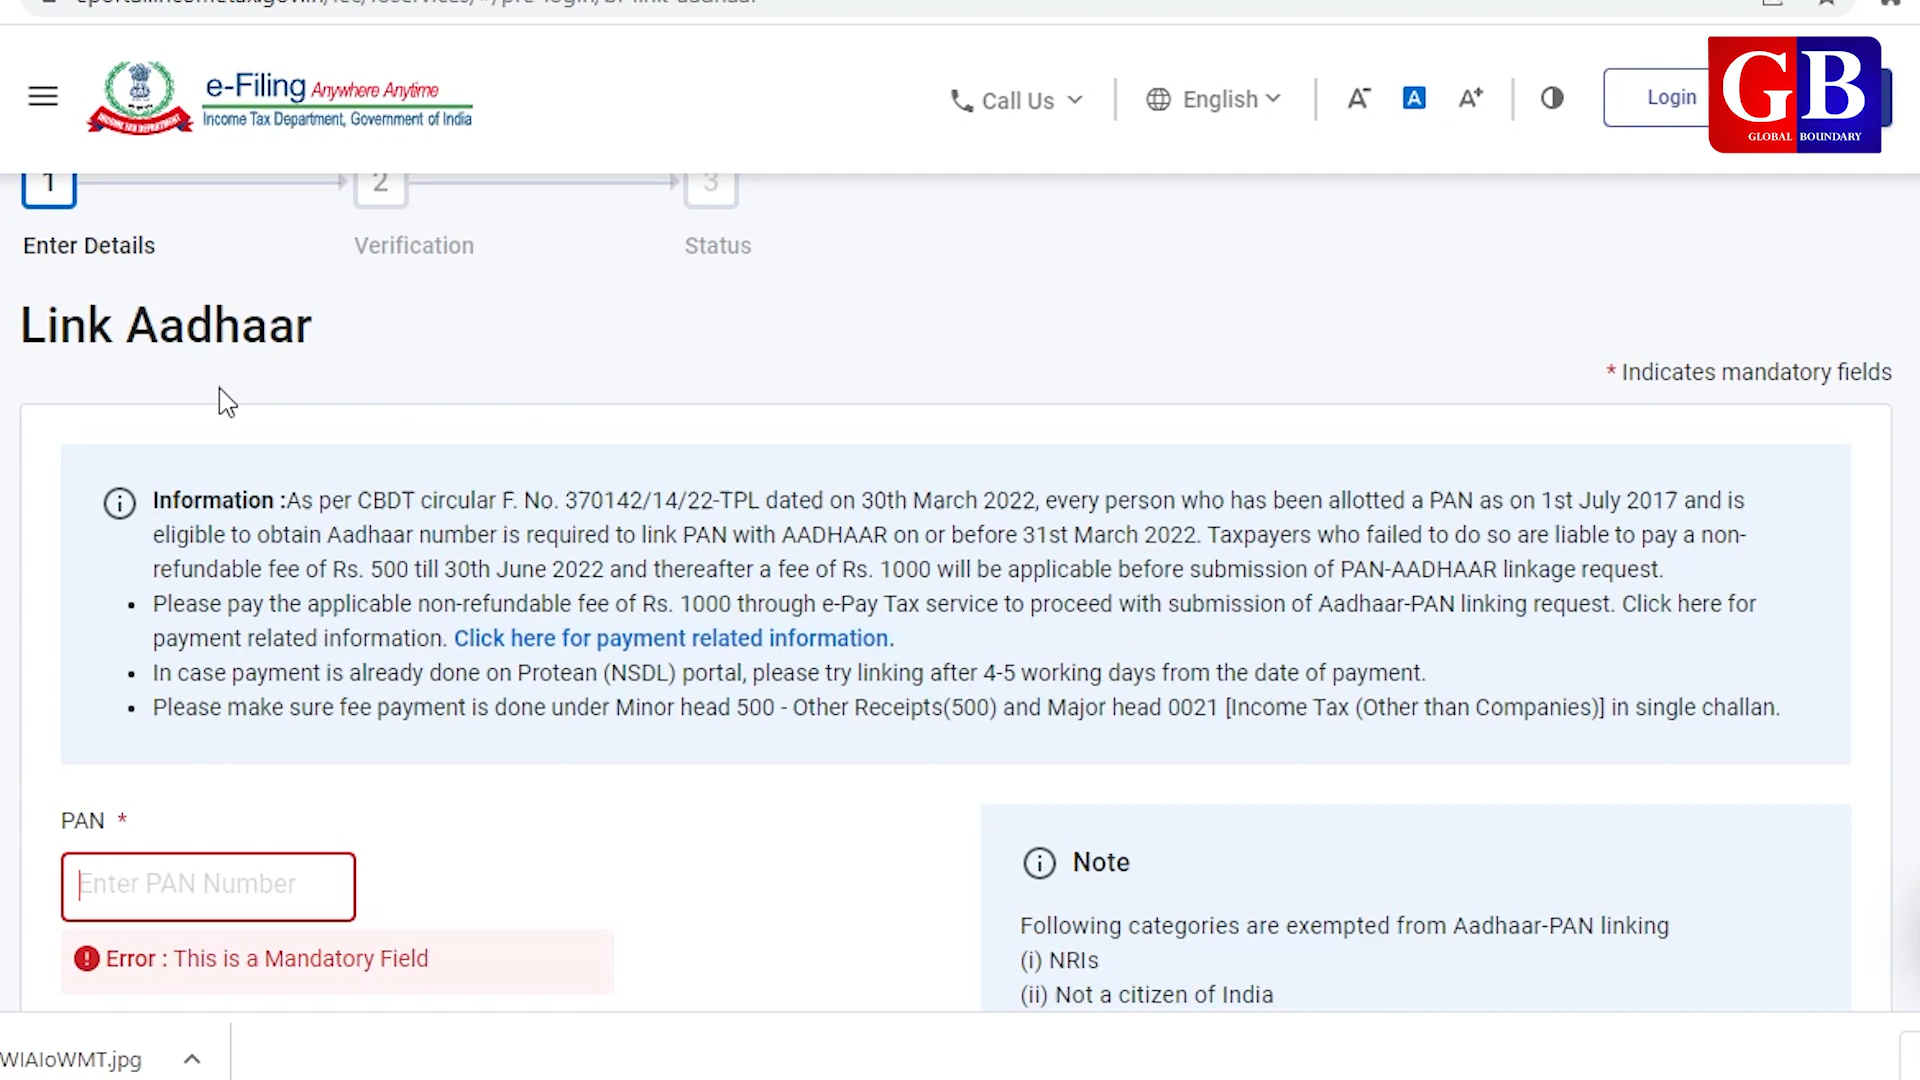 e-Filing Anywhere Anytime
Income Tax Department, Government of India
Call Us
English
A-
A
A+
Login
GB
GLOBAL BOUNDARY
1
2
3
Enter Details
Verification
Status
Link Aadhaar
* Indicates mandatory fields
Information :As per CBDT circular F. No. 370142/14/22-TPL dated on 30th March 2022, every person who has been allotted a PAN as on 1st July 2017 and is
eligible to obtain Aadhaar number is required to link PAN with AADHAAR on or before 31st March 2022. Taxpayers who failed to do so are liable to pay a non-
refundable fee of Rs. 500 till 30th June 2022 and thereafter a fee of Rs. 1000 will be applicable before submission of PAN-AADHAAR linkage request.
• Please pay the applicable non-refundable fee of Rs. 1000 through e-Pay Tax service to proceed with submission of Aadhaar-PAN linking request. Click here for
payment related information. Click here for payment related information.
• In case payment is already done on Protean (NSDL) portal, please try linking after 4-5 working days from the date of payment.
• Please make sure fee payment is done under Minor head 500 - Other Receipts(500) and Major head 0021 [Income Tax (Other than Companies)] in single challan.
PAN *
Enter PAN Number
Error : This is a Mandatory Field
Note
Following categories are exempted from Aadhaar-PAN linking
(i) NRIs
(ii) Not a citizen of India
WIAIoWMT.jpg